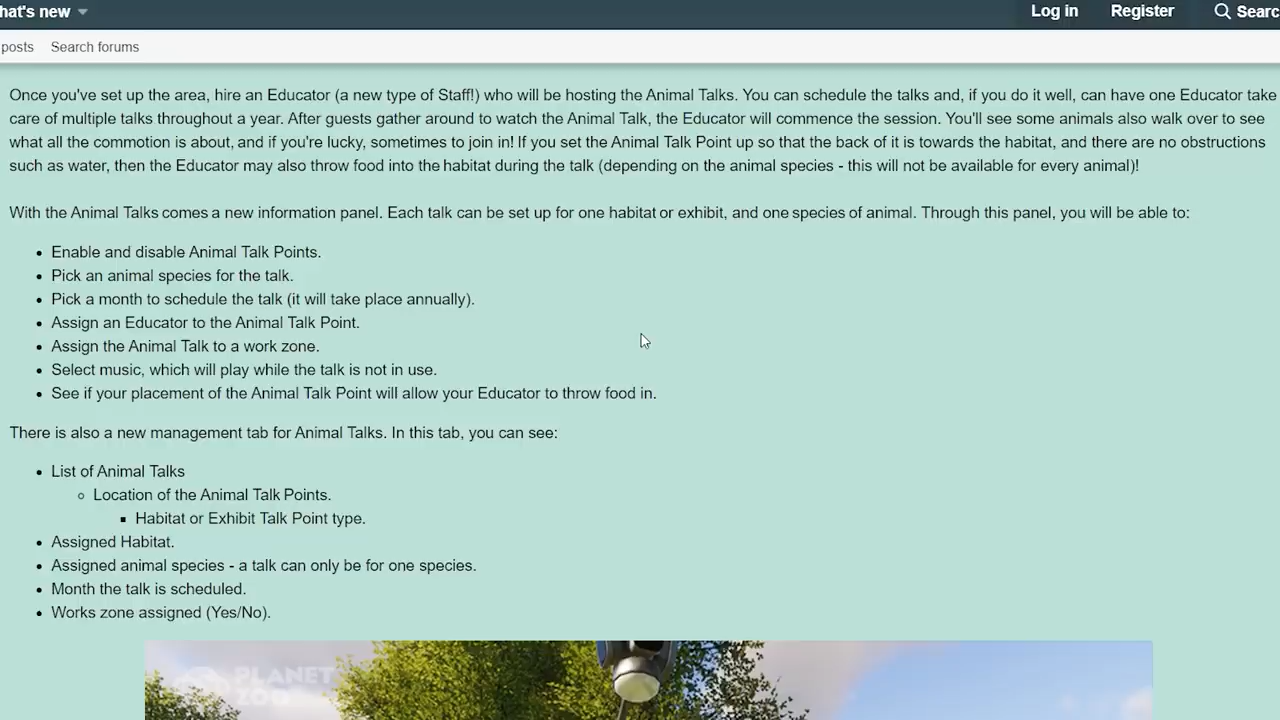 hat's new
Log in
Register
Searc
posts
Search forums
Once you've set up the area, hire an Educator (a new type of Staff!) who will be hosting the Animal Talks. You can schedule the talks and, if you do it well, can have one Educator take
care of multiple talks throughout a year. After guests gather around to watch the Animal Talk, the Educator will commence the session. You'll see some animals also walk over to see
what all the commotion is about, and if you're lucky, sometimes to join in! If you set the Animal Talk Point up so that the back of it is towards the habitat, and there are no obstructions
such as water, then the Educator may also throw food into the habitat during the talk (depending on the animal species - this will not be available for every animal)!
With the Animal Talks comes a new information panel. Each talk can be set up for one habitat or exhibit, and one species of animal. Through this panel, you will be able to:
Enable and disable Animal Talk Points.
Pick an animal species for the talk.
Pick a month to schedule the talk (it will take place annually).
Assign an Educator to the Animal Talk Point.
Assign the Animal Talk to a work zone.
Select music, which will play while the talk is not in use.
See if your placement of the Animal Talk Point will allow your Educator to throw food in.
There is also a new management tab for Animal Talks. In this tab, you can see:
List of Animal Talks
Location of the Animal Talk Points.
Habitat or Exhibit Talk Point type.
Assigned Habitat.
Assigned animal species - a talk can only be for one species.
Month the talk is scheduled.
Works zone assigned (Yes/No).
PLANET
ZOO